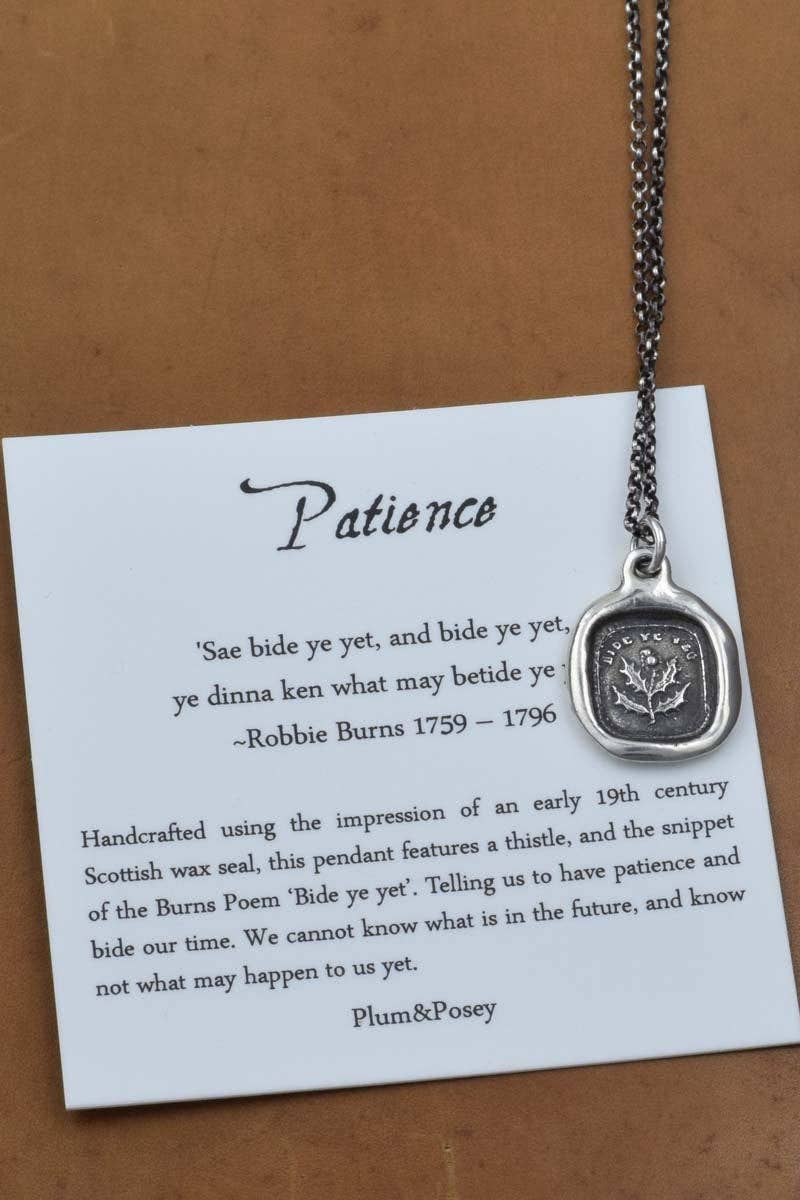 Patience
'Sae bide ye yet, and bide ye yet,
ye dinna ken what may betide ye
~Robbie Burns 1759 – 1796
BIDE YE YET
Handcrafted using the impression of an early 19th century
Scottish wax seal, this pendant features a thistle, and the snippet
of the Burns Poem ‘Bide ye yet’. Telling us to have patience and
bide our time. We cannot know what is in the future, and know
not what may happen to us yet.
Plum&Posey